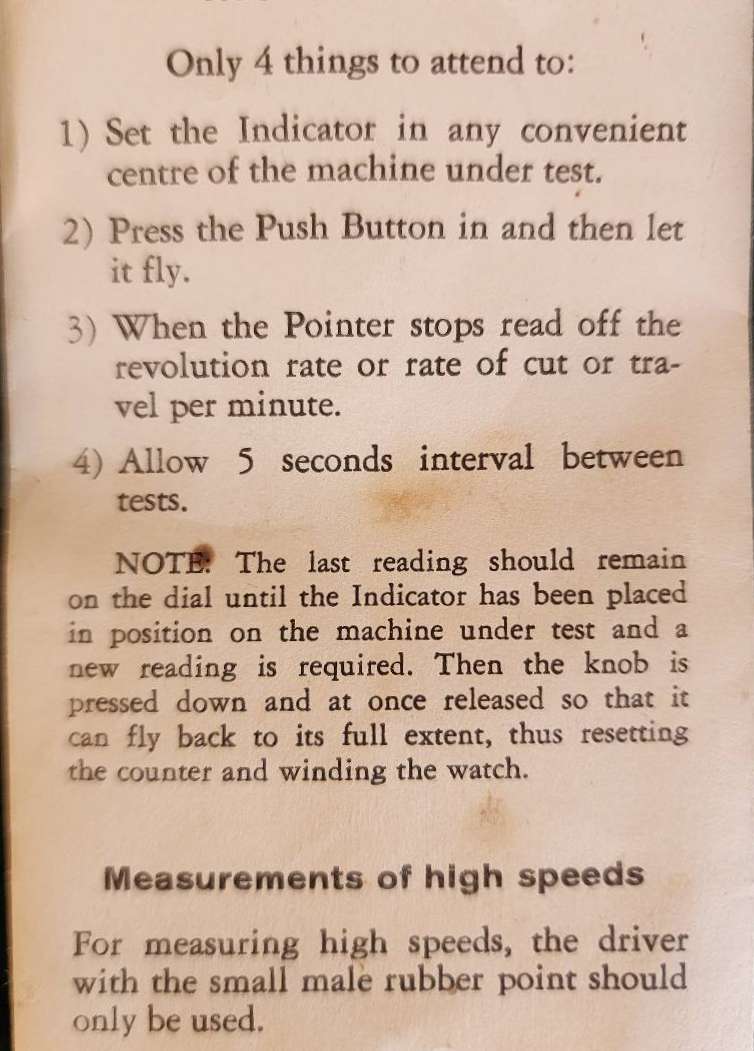 Only 4 things to attend to:
1) Set the Indicator in any convenient
centre of the machine under test.
2) Press the Push Button in and then let
it fly.
3) When the Pointer stops read off the
revolution rate or rate of cut or tra-
vel per minute.
4) Allow 5 seconds interval between
tests.
NOTE: The last reading should remain
on the dial until the Indicator has been placed
in position on the machine under test and a
new reading is required. Then the knob is
pressed down and at once released so that it
can fly back to its full extent, thus resetting
the counter and winding the watch.
Measurements of high speeds
For measuring high speeds, the driver
with the small male rubber point should
only be used.